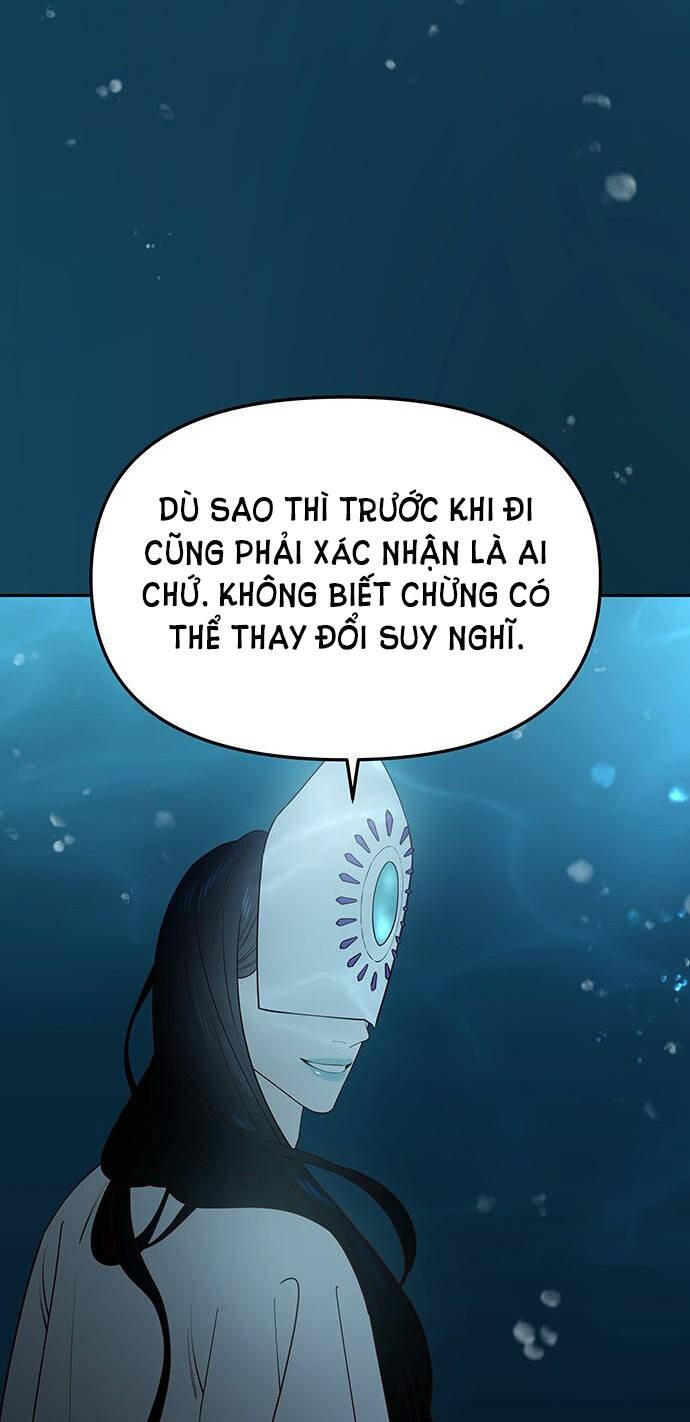 DÙ SAO THÌ TRƯỚC KHI ĐI
CŨNG PHẢI XÁC NHẬN LÀ AI
CHỨ. KHÔNG BIẾT CHỪNG CÓ
THỂ THAY ĐỔI SUY NGHĨ.